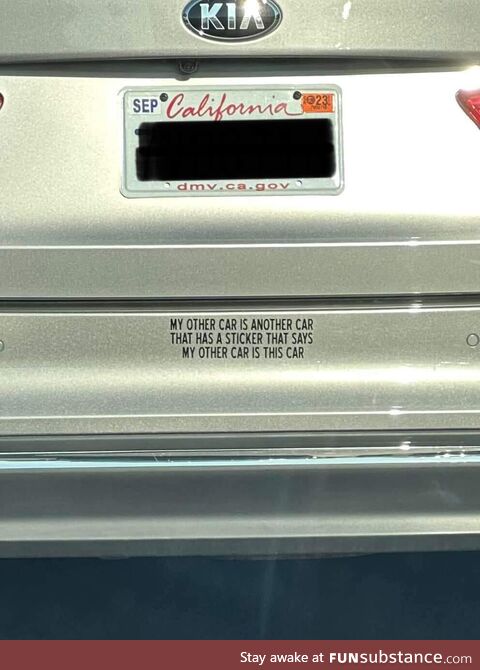 KIA
SEP California 23
dmv.ca.gov
MY OTHER CAR IS ANOTHER CAR
THAT HAS A STICKER THAT SAYS
MY OTHER CAR IS THIS CAR
Stay awake at FUNsubstance.com